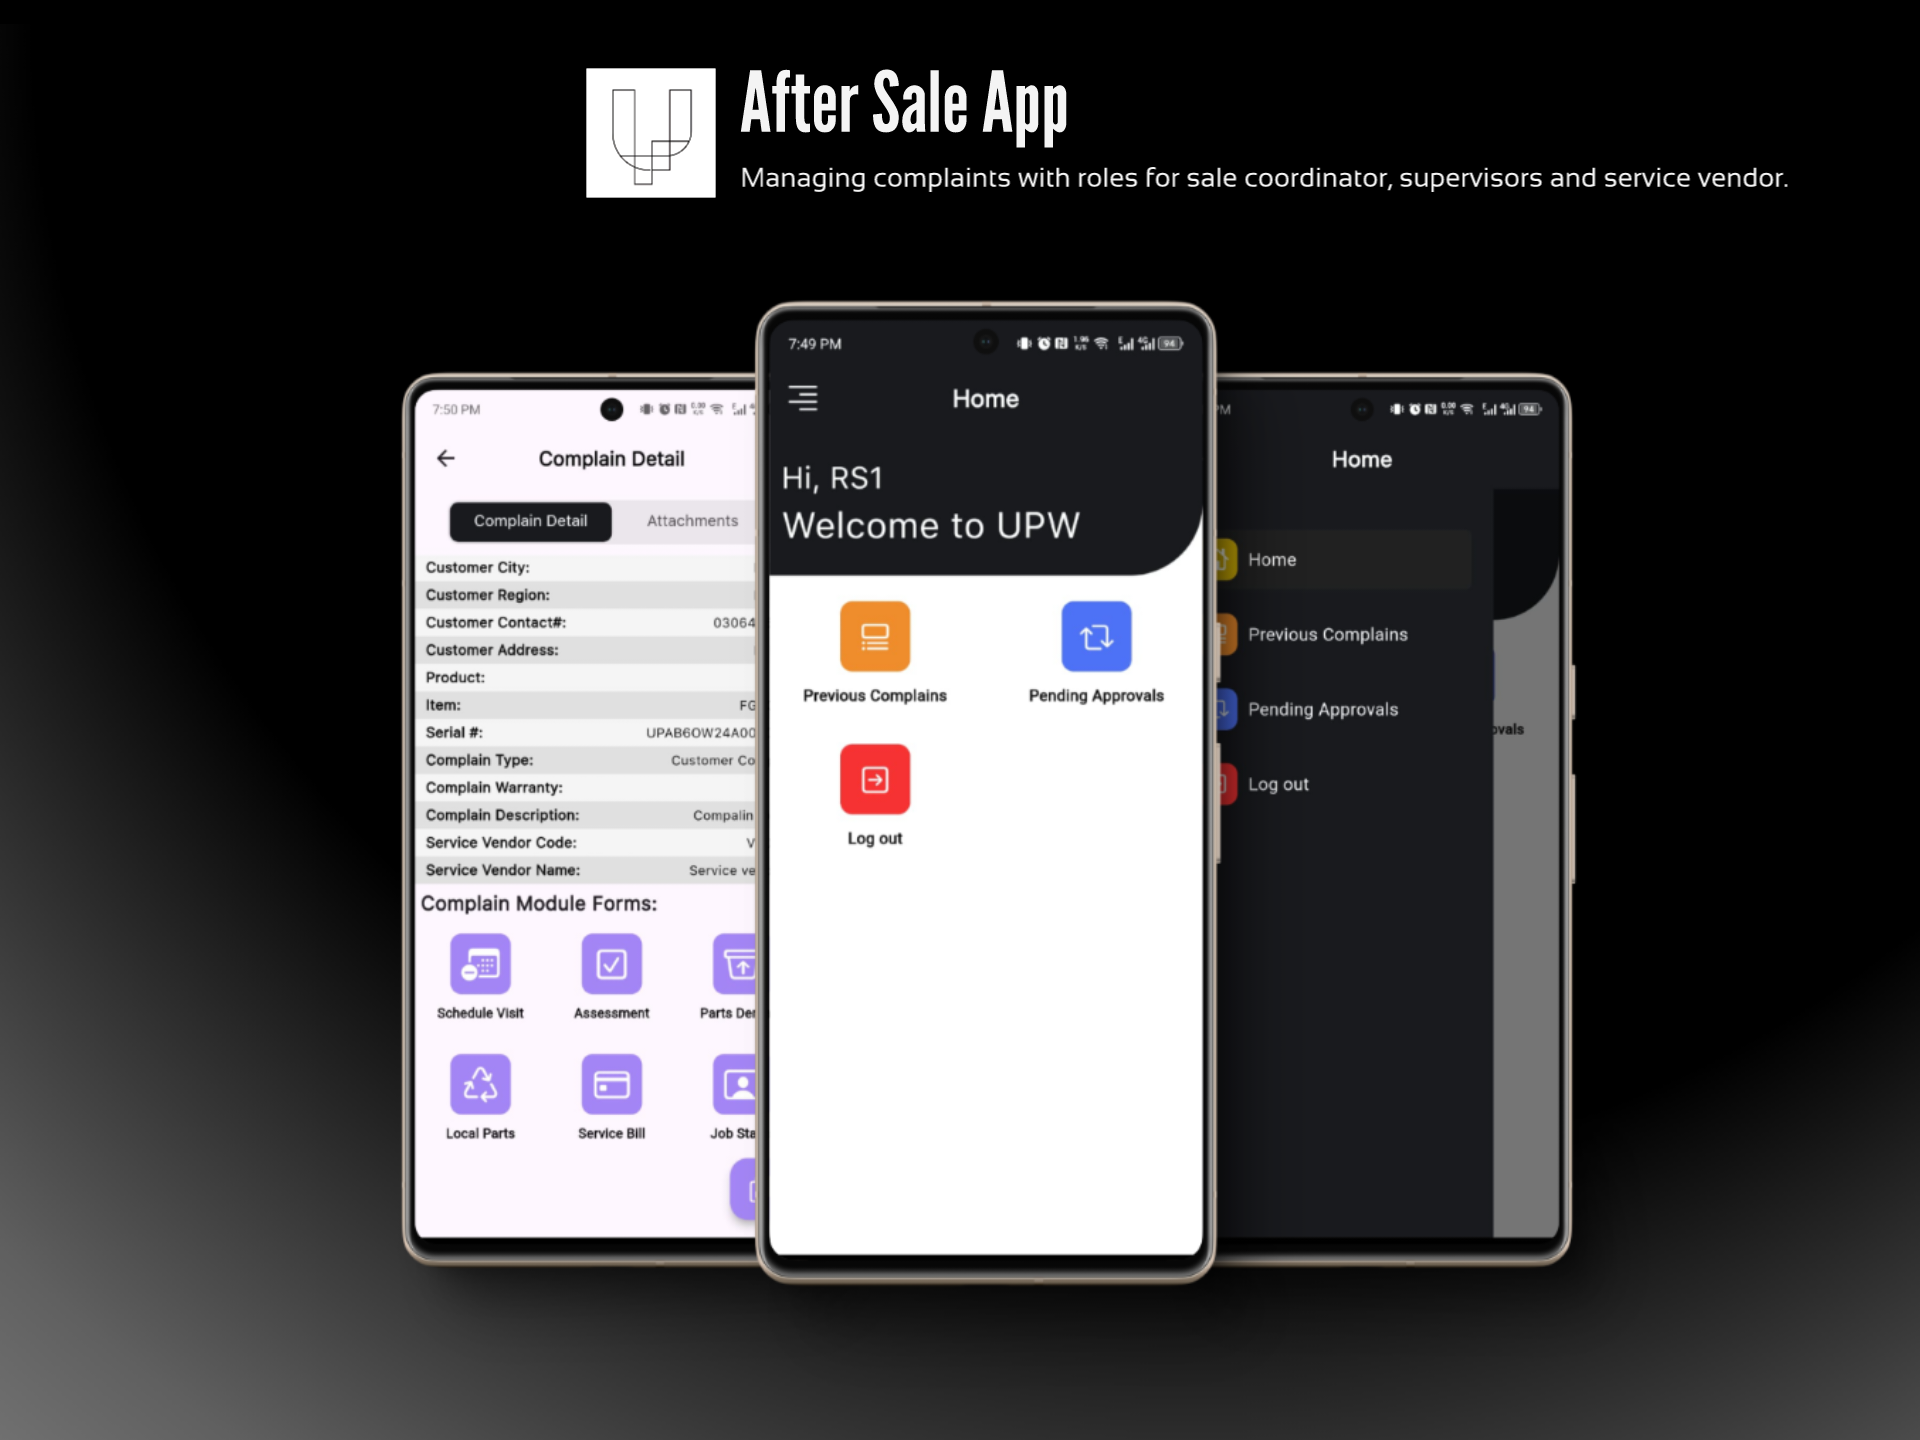 After Sale App
Managing complaints with roles for sale coordinator, supervisors and service vendor.
7:50 PM
Complain Detail
Complain Detail Attachments
Customer City:
Customer Region:
Customer Contact#: 03064
Customer Address:
Product:
Item: FG
Serial #: UPAB6OW24A00
Complain Type: Customer Co
Complain Warranty:
Complain Description: Compalin
Service Vendor Code: V
Service Vendor Name: Service ve
Complain Module Forms:
Schedule Visit Assessment Parts De
Local Parts Service Bill Job Sta
7:49 PM 94
Home
Hi, RS1
Welcome to UPW
Previous Complains Pending Approvals
Log out
PM 94
Home
Home
Previous Complains
Pending Approvals
Log out
ovals